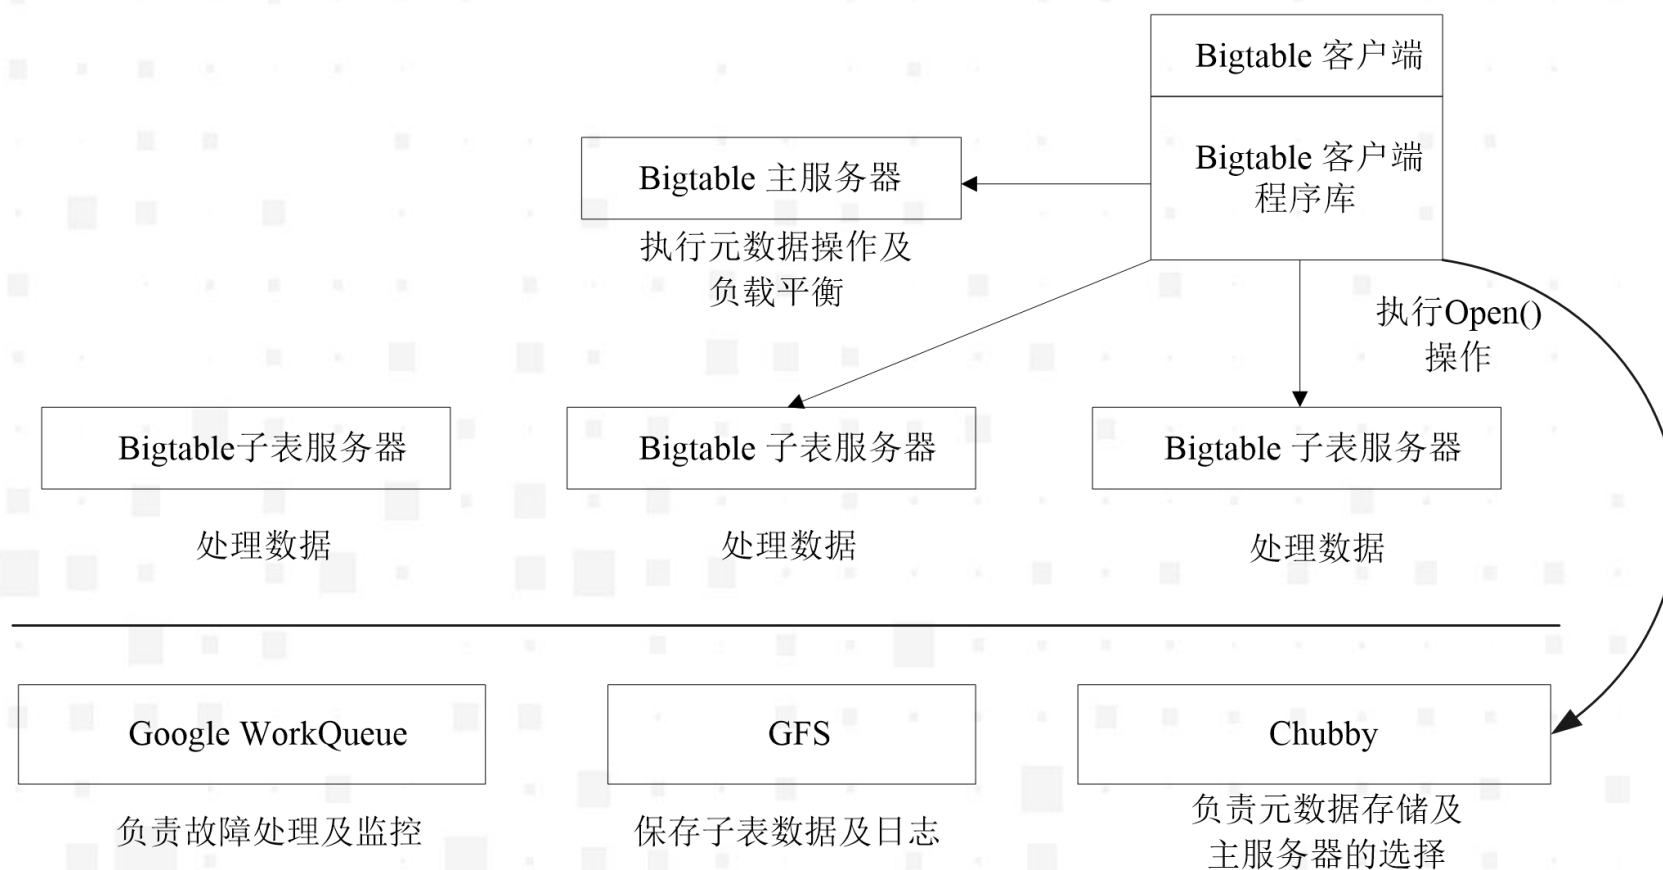 Bigtable 客户端
Bigtable 客户端
程序库
Bigtable 主服务器
执行元数据操作及
负载平衡
执行Open()
操作
Bigtable子表服务器
Bigtable 子表服务器
Bigtable 子表服务器
处理数据
处理数据
处理数据
Google WorkQueue
GFS
Chubby
负责故障处理及监控
保存子表数据及日志
负责元数据存储及
主服务器的选择